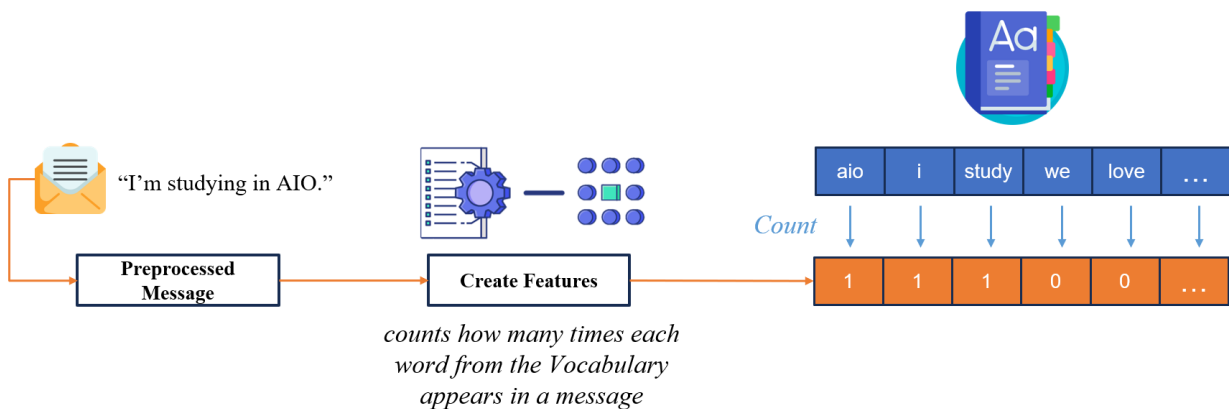 Aa
“I’m studying in AIO.”
aio i study we love ...
Count
Preprocessed
Message
Create Features
1 1 1 0 0 ...
counts how many times each
word from the Vocabulary
appears in a message